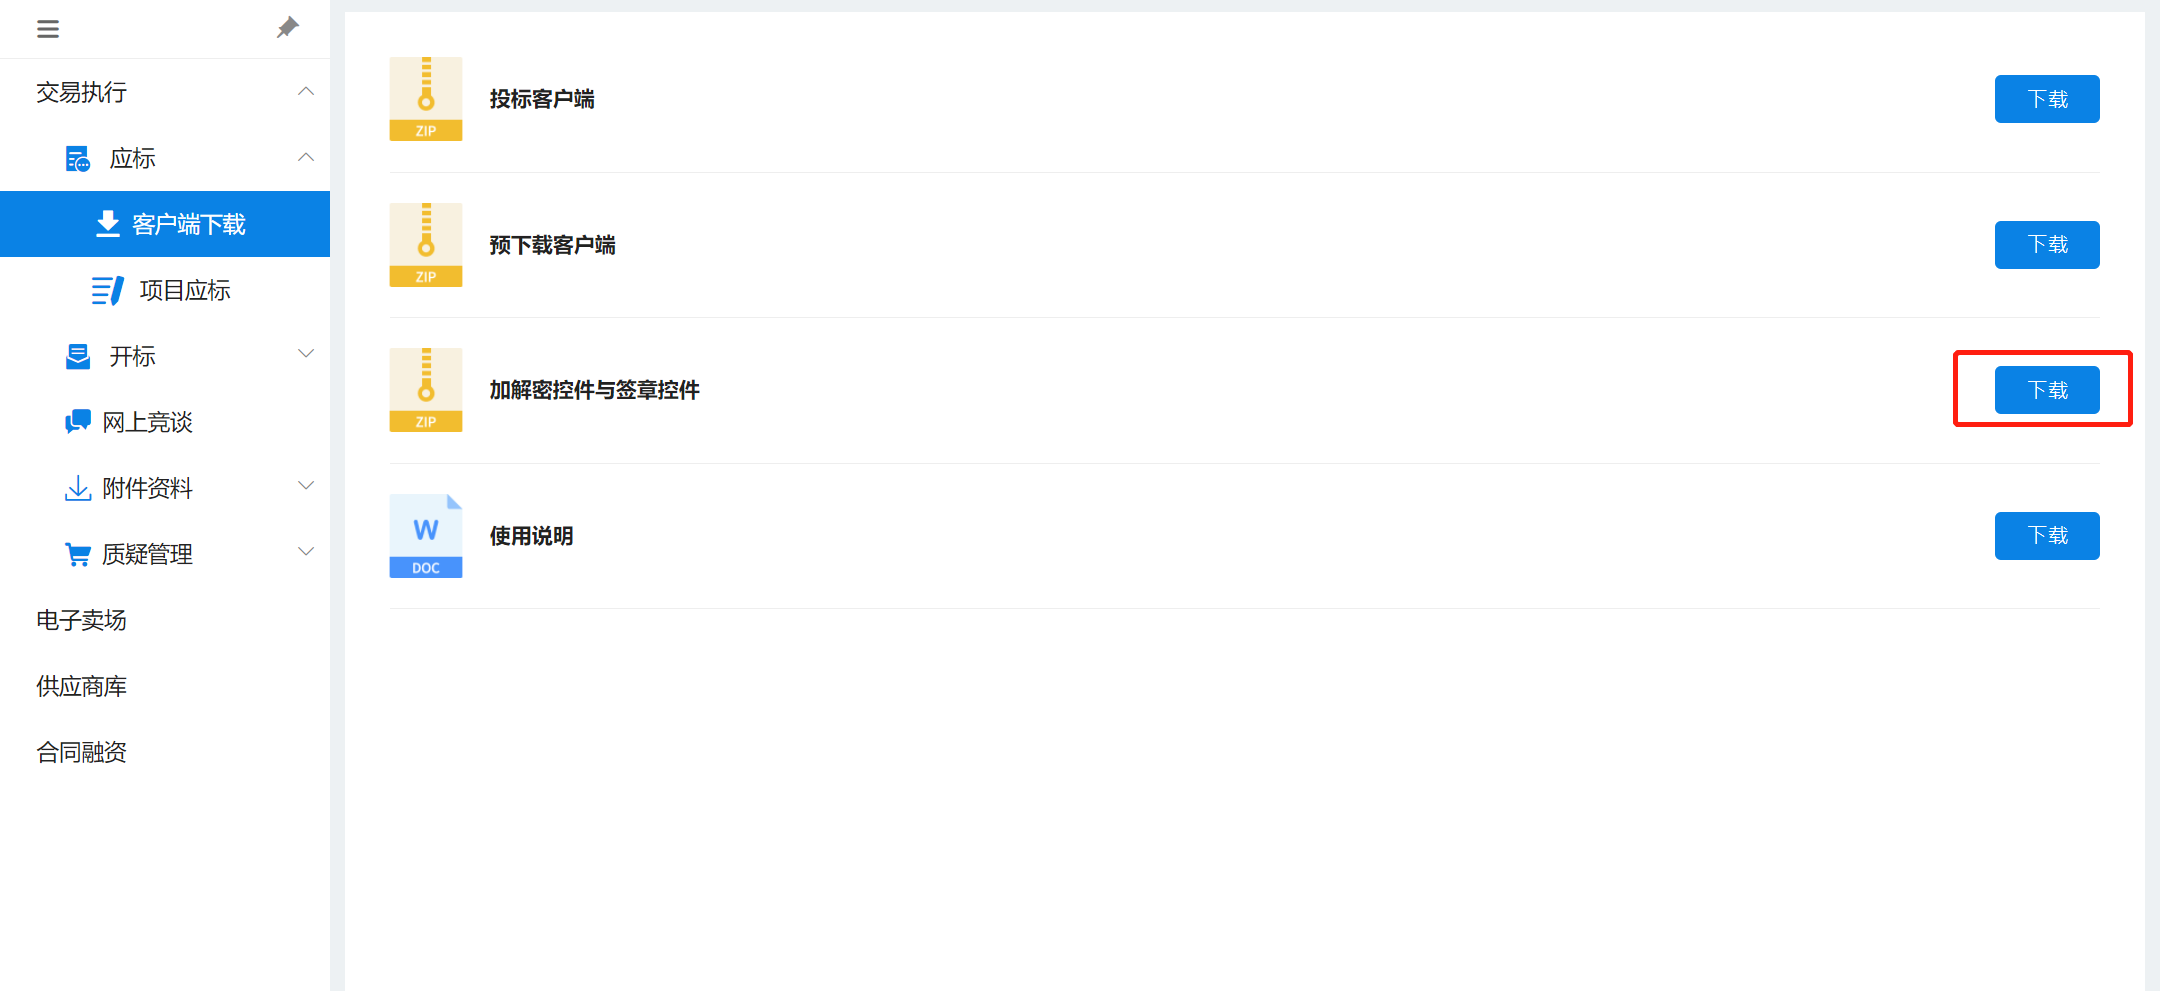 交易执行
应标
客户端下载
项目应标
开标
网上竞谈
附件资料
质疑管理
电子卖场
供应商库
合同融资
ZIP
投标客户端
下载
ZIP
预下载客户端
下载
ZIP
加解密控件与签章控件
下载
W
DOC
使用说明
下载